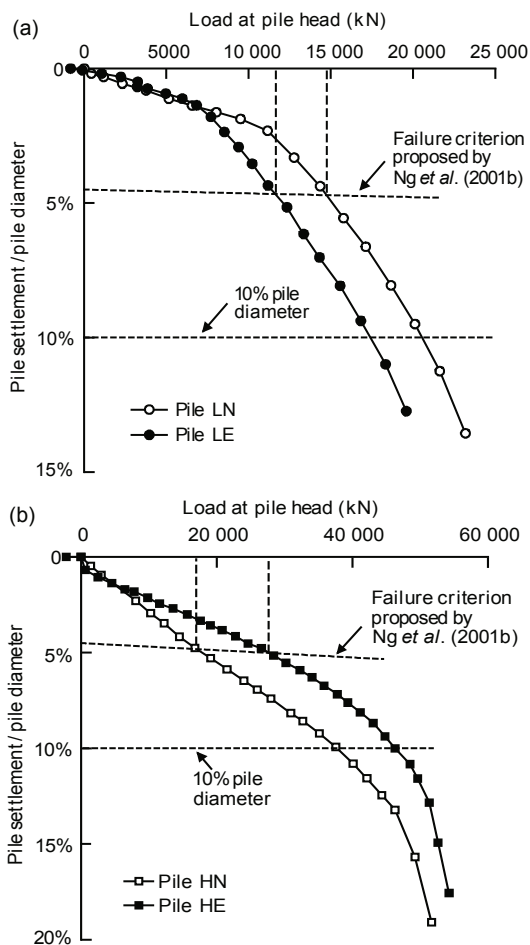 (a)
Load at pile head (kN)
0 5000 10 000 15 000 20 000 25 000
0
5%
10%
15%
Pile settlement / pile diameter
Failure criterion
proposed by
Ng et al. (2001b)
10% pile
diameter
Pile LN
Pile LE
(b)
Load at pile head (kN)
0 20 000 40 000 60 000
0
5%
10%
15%
20%
Pile settlement / pile diameter
Failure criterion
proposed by
Ng et al. (2001b)
10% pile
diameter
Pile HN
Pile HE